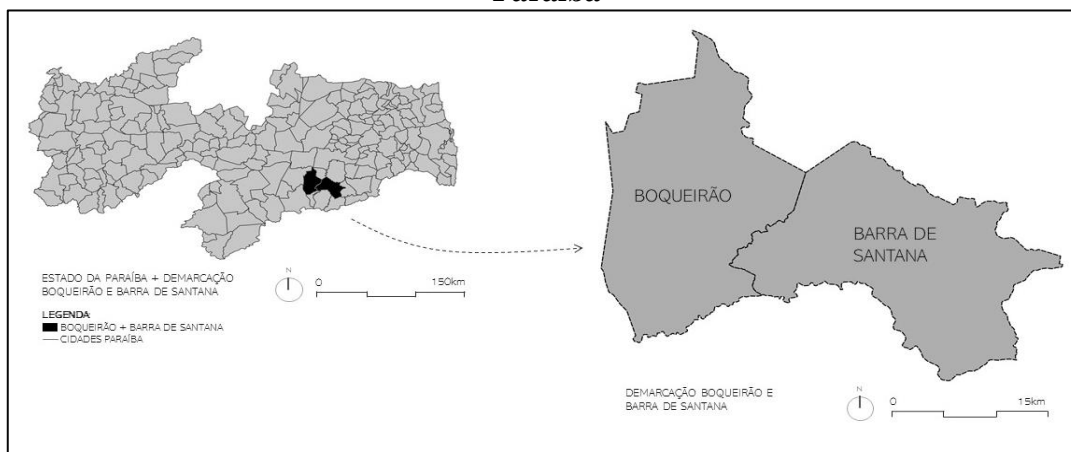 Paraíba
BOQUEIRÃO
BARRA DE
SANTANA
ESTADO DA PARAÍBA + DEMARCAÇÃO
BOQUEIRÃO E BARRA DE SANTANA
N
0 150km
LEGENDA:
BOQUEIRÃO + BARRA DE SANTANA
CIDADES PARAÍBA
DEMARCAÇÃO BOQUEIRÃO E
BARRA DE SANTANA
N
0 15km